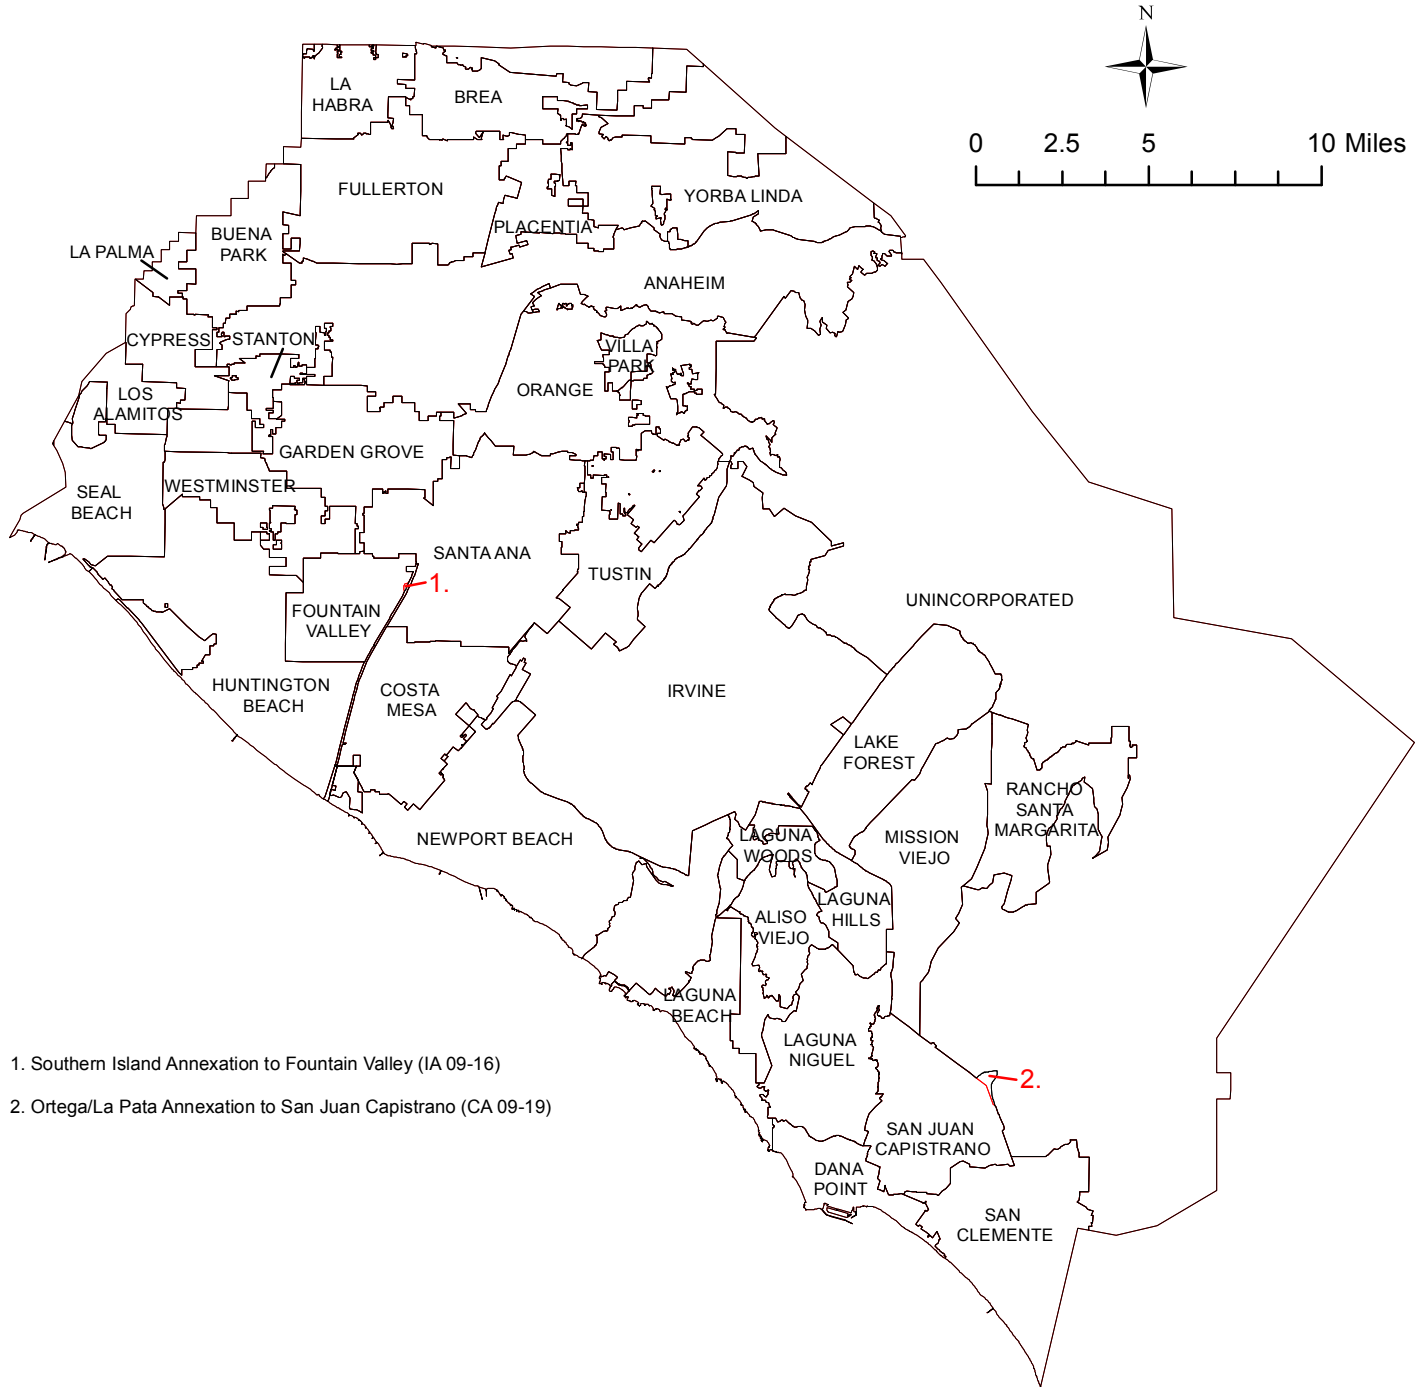 N
0 2.5 5 10 Miles
LA
HABRA
BREA
FULLERTON
YORBA LINDA
PLACENTIA
BUENA
PARK
LA PALMA
ANAHEIM
CYPRESS
STANTON
VILLA
PARK
ORANGE
LOS
ALAMITOS
GARDEN GROVE
WESTMINSTER
SEAL
BEACH
SANTA ANA
TUSTIN
1.
FOUNTAIN
VALLEY
UNINCORPORATED
HUNTINGTON
BEACH
COSTA
MESA
IRVINE
LAKE
FOREST
RANCHO
SANTA
MARGARITA
NEWPORT BEACH
LAGUNA
WOODS
MISSION
VIEJO
LAGUNA
HILLS
ALISO
VIEJO
LAGUNA
BEACH
LAGUNA
NIGUEL
1. Southern Island Annexation to Fountain Valley (IA 09-16)
2.
2. Ortega/La Pata Annexation to San Juan Capistrano (CA 09-19)
SAN JUAN
CAPISTRANO
DANA
POINT
SAN
CLEMENTE